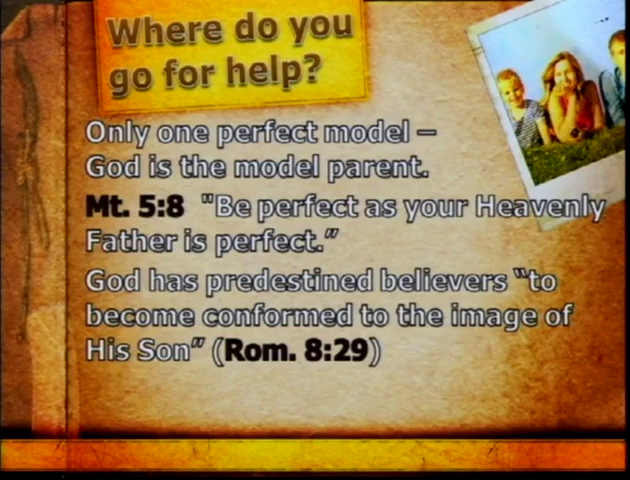 Where do you
go for help?
Only one perfect model –
God is the model parent.
Mt. 5:8 "Be perfect as your Heavenly
Father is perfect."
God has predestined believers "to
become conformed to the image of
His Son" (Rom. 8:29)